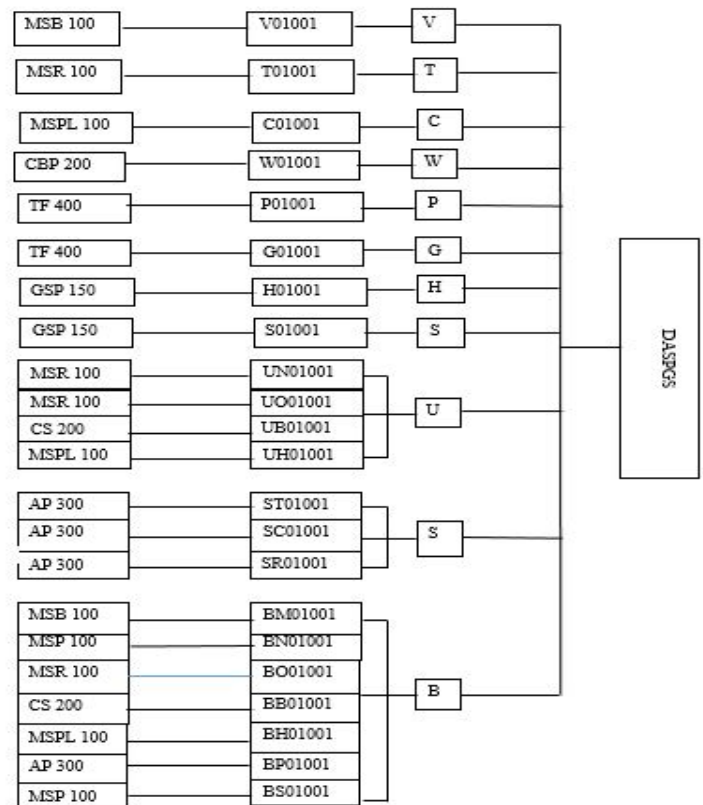 MSB 100 V01001 V
MSR 100 T01001 T
MSPL 100 C01001 C
CBP 200 W01001 W
TF 400 P01001 P
TF 400 G01001 G
GSP 150 H01001 H
GSP 150 S01001 S
DASPGS
MSR 100 UN01001
MSR 100 UO01001
U
CS 200 UB01001
MSPL 100 UH01001
AP 300 ST01001
AP 300 SC01001 S
AP 300 SR01001
MSB 100 BM01001
MSP 100 BN01001
MSR 100 BO01001
B
CS 200 BB01001
MSPL 100 BH01001
AP 300 BP01001
MSP 100 BS01001